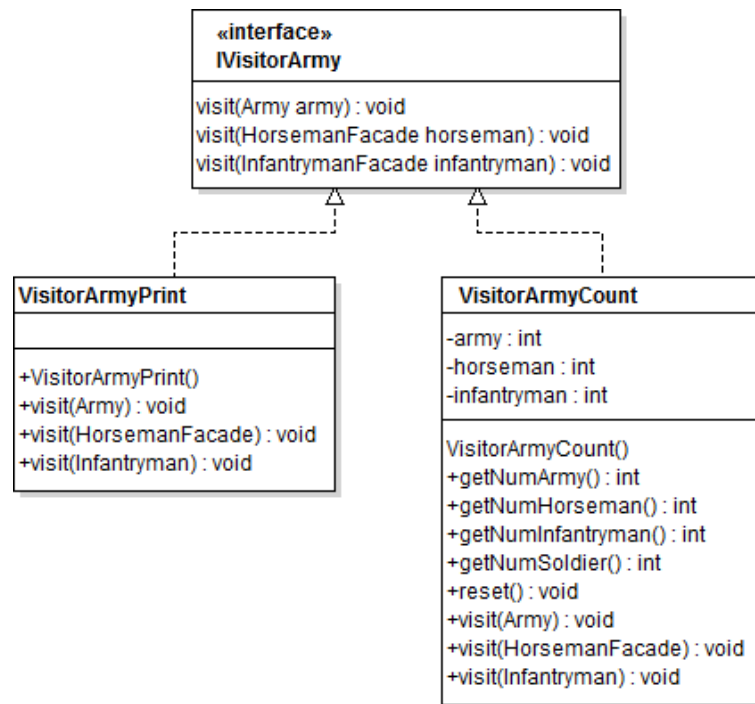 «interface»
IVisitorArmy
visit(Army army) : void
visit(HorsemanFacade horseman) : void
visit(InfantrymanFacade infantryman) : void
VisitorArmyPrint
+VisitorArmyPrint()
+visit(Army) : void
+visit(HorsemanFacade) : void
+visit(Infantryman) : void
VisitorArmyCount
-army : int
-horseman : int
-infantryman : int
VisitorArmyCount()
+getNumArmy() : int
+getNumHorseman() : int
+getNumInfantryman() : int
+getNumSoldier() : int
+reset() : void
+visit(Army) : void
+visit(HorsemanFacade) : void
+visit(Infantryman) : void